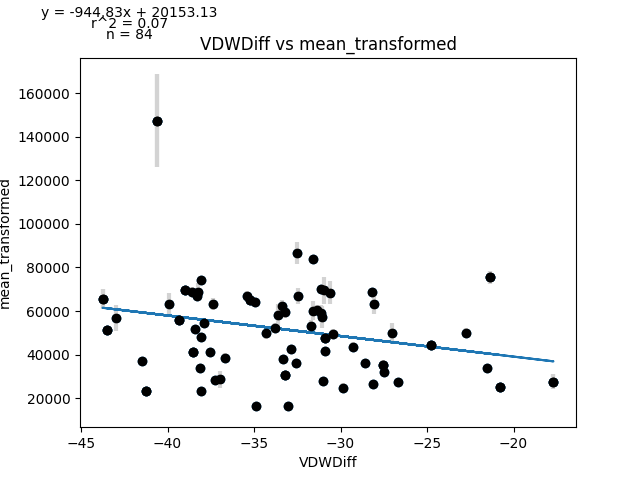 y = -944.83x + 20153.13
r^2 = 0.07
n = 84
VDWDiff vs mean_transformed
160000
140000
120000
100000
80000
60000
40000
20000
mean_transformed
−45
−40
−35
−30
−25
−20
VDWDiff